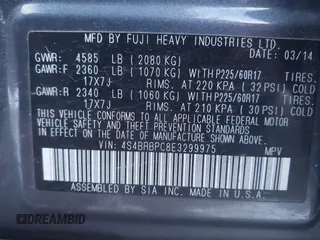 MFD BY FUJI HEAVY INDUSTRIES LTD. 03/14
GVWR: 4585 LB (2080 KG)
GAWR:F 2360 LB (1070 KG) WITH P225/60R17 TIRES.
17X7J RIMS, AT 220 KPA (32 PSI) COLD
GAWR:R 2340 LB (1060 KG) WITH P225/60R17 TIRES.
17X7J RIMS, AT 210 KPA (30 PSI) COLD
THIS VEHICLE CONFORMS TO ALL APPLICABLE
FEDERAL MOTOR VEHICLE SAFETY, BUMPER, AND THEFT
PREVENTION STANDARDS IN EFFECT ON THE DATE OF
MANUFACTURE SHOWN ABOVE.
VIN: 4S4BRBPC8E3299975 MPV
ASSEMBLED BY SIA INC. MADE IN U.S.A.
DREAMBID